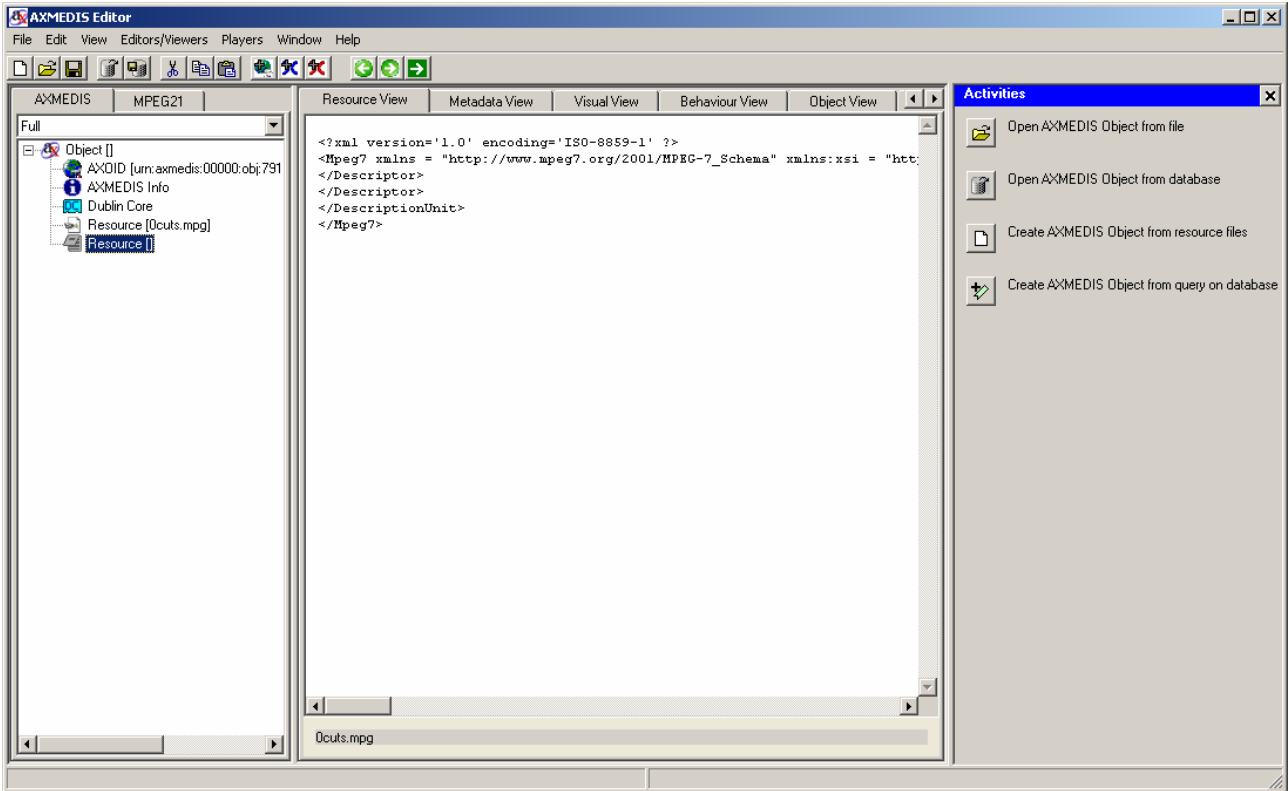 AXMEDIS Editor
File Edit View Editors/Viewers Players Window Help
AXMEDIS MPEG21
Full
Object []
AXOID [urn:axmedis:00000:obj:791
AXMEDIS Info
DC Dublin Core
Resource [0cuts.mpg]
Resource []
Resource View Metadata View Visual View Behaviour View Object View
<?xml version='1.0' encoding='ISO-8859-1' ?>
<Mpeg7 xmlns = "http://www.mpeg7.org/2001/MPEG-7_Schema" xmlns:xsi = "http
</Descriptor>
</Descriptor>
</DescriptionUnit>
</Mpeg7>
0cuts.mpg
Activities
Open AXMEDIS Object from file
Open AXMEDIS Object from database
Create AXMEDIS Object from resource files
Create AXMEDIS Object from query on database